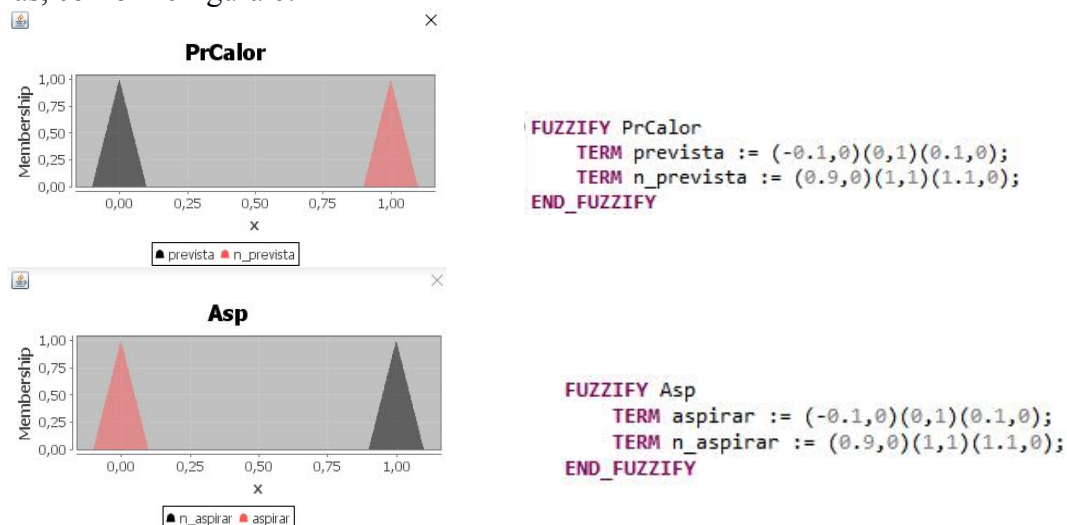 PrCalor
Membership
1,00
0,75
0,50
0,25
0,00
0,00 0,25 0,50 0,75 1,00
x
prevista n_prevista
FUZZIFY PrCalor
TERM prevista := (-0.1,0)(0,1)(0.1,0);
TERM n_prevista := (0.9,0)(1,1)(1.1,0);
END_FUZZIFY
Asp
Membership
1,00
0,75
0,50
0,25
0,00
0,00 0,25 0,50 0,75 1,00
x
n_aspirar aspirar
FUZZIFY Asp
TERM aspirar := (-0.1,0)(0,1)(0.1,0);
TERM n_aspirar := (0.9,0)(1,1)(1.1,0);
END_FUZZIFY